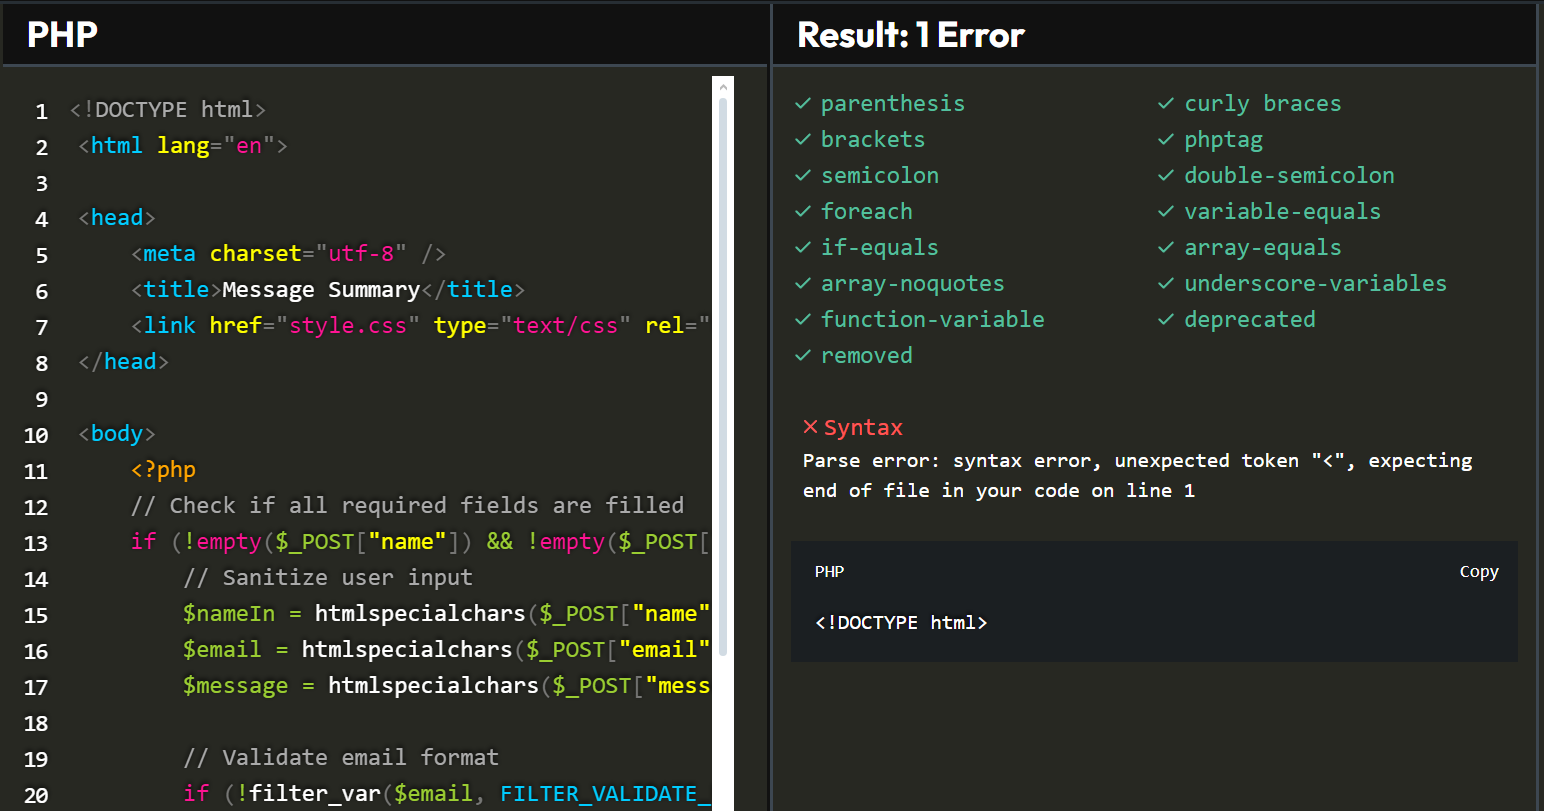 PHP
1 <!DOCTYPE html>
2 <html lang="en">
3
4 <head>
5 <meta charset="utf-8" />
6 <title>Message Summary</title>
7 <link href="style.css" type="text/css" rel="
8 </head>
9
10 <body>
11 <?php
12 // Check if all required fields are filled
13 if (!empty($_POST["name"]) && !empty($_POST[
14 // Sanitize user input
15 $nameIn = htmlspecialchars($_POST["name"
16 $email = htmlspecialchars($_POST["email"
17 $message = htmlspecialchars($_POST["mess
18
19 // Validate email format
20 if (!filter_var($email, FILTER_VALIDATE_
Result: 1 Error
✓ parenthesis
✓ curly braces
✓ brackets
✓ phptag
✓ semicolon
✓ double-semicolon
✓ foreach
✓ variable-equals
✓ if-equals
✓ array-equals
✓ array-noquotes
✓ underscore-variables
✓ function-variable
✓ deprecated
✓ removed
✕ Syntax
Parse error: syntax error, unexpected token "<", expecting
end of file in your code on line 1
PHP
Copy
<!DOCTYPE html>